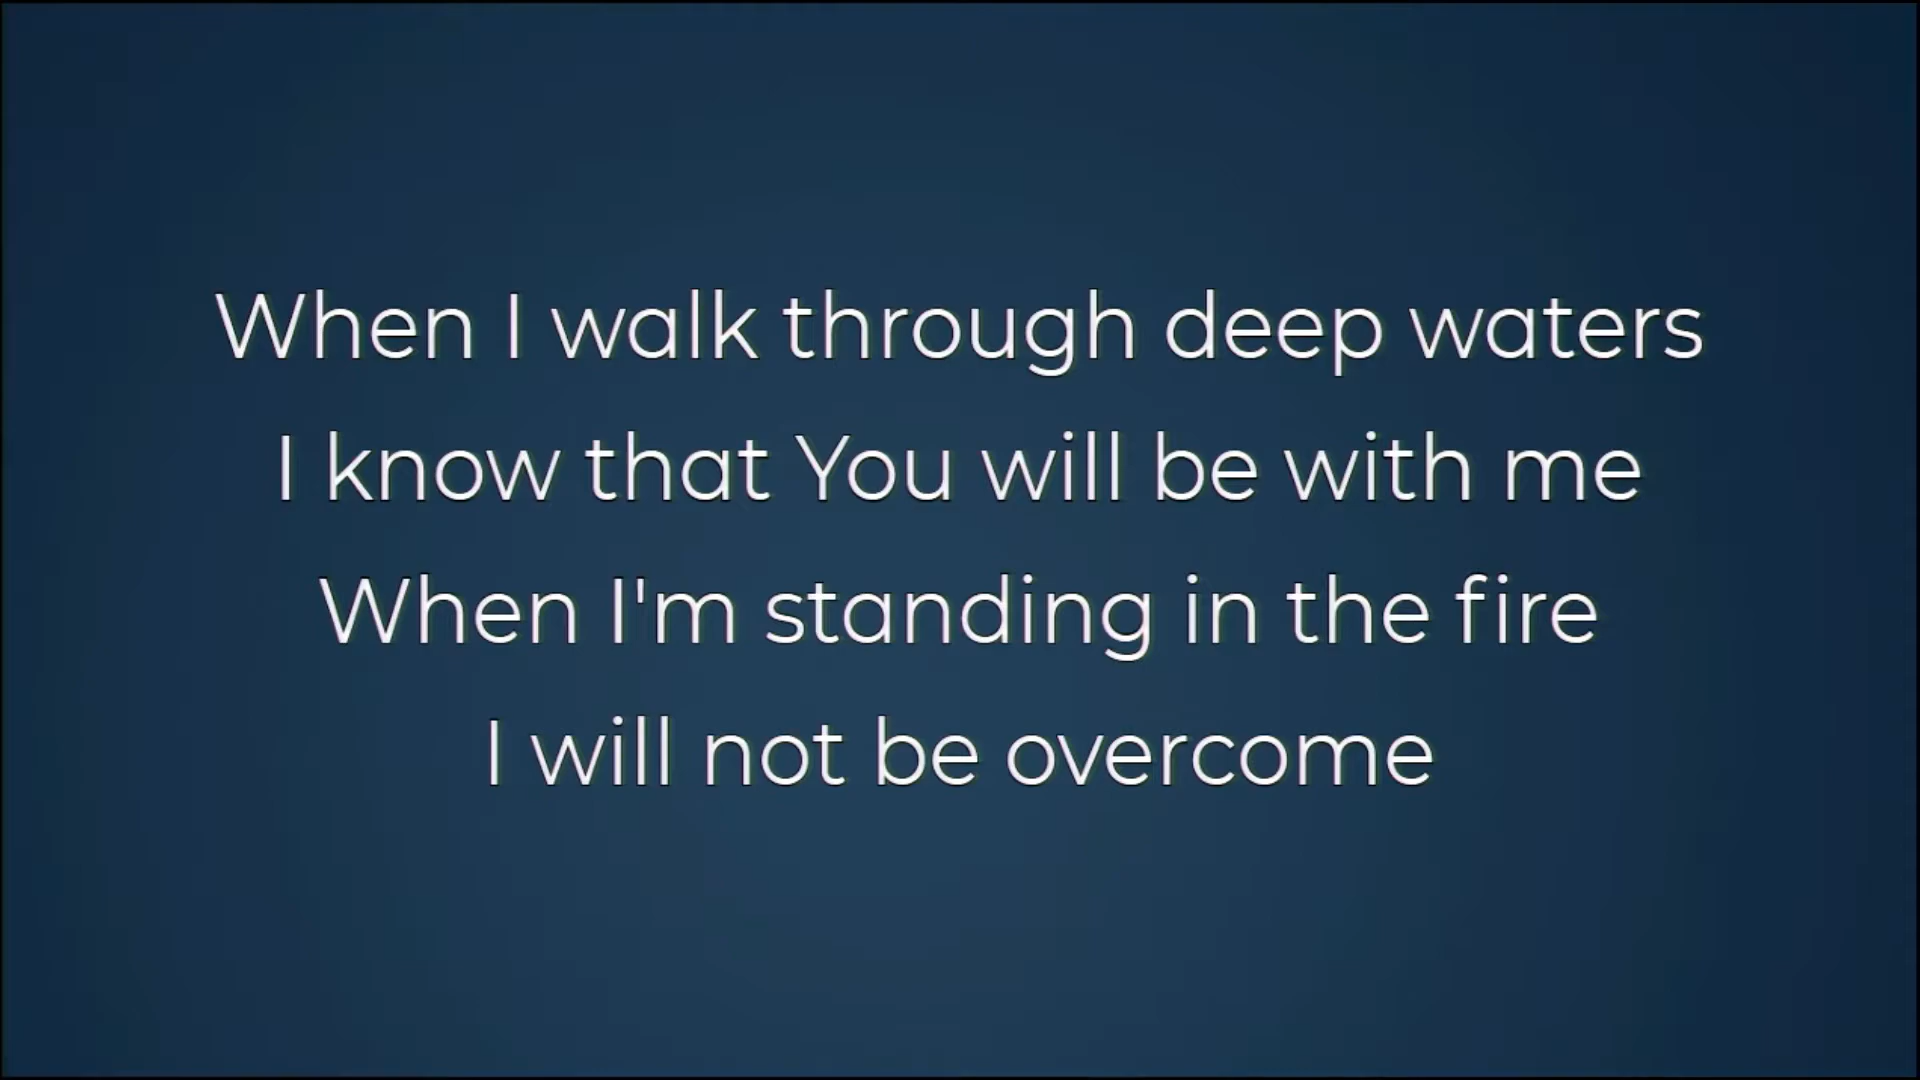 When I walk through deep waters
I know that You will be with me
When I'm standing in the fire
I will not be overcome